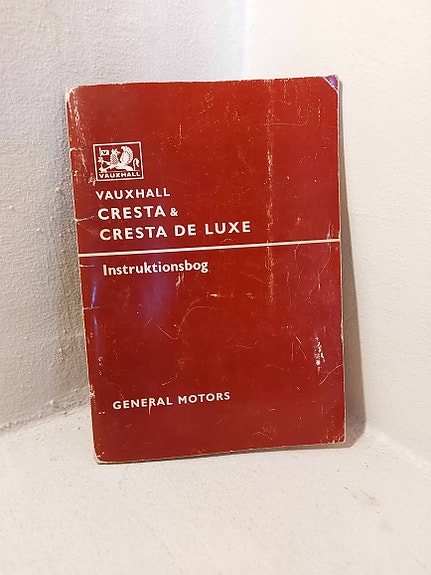 VAUXHALL
VAUXHALL
CRESTA &
CRESTA DE LUXE
Instruktionsbog
GENERAL MOTORS